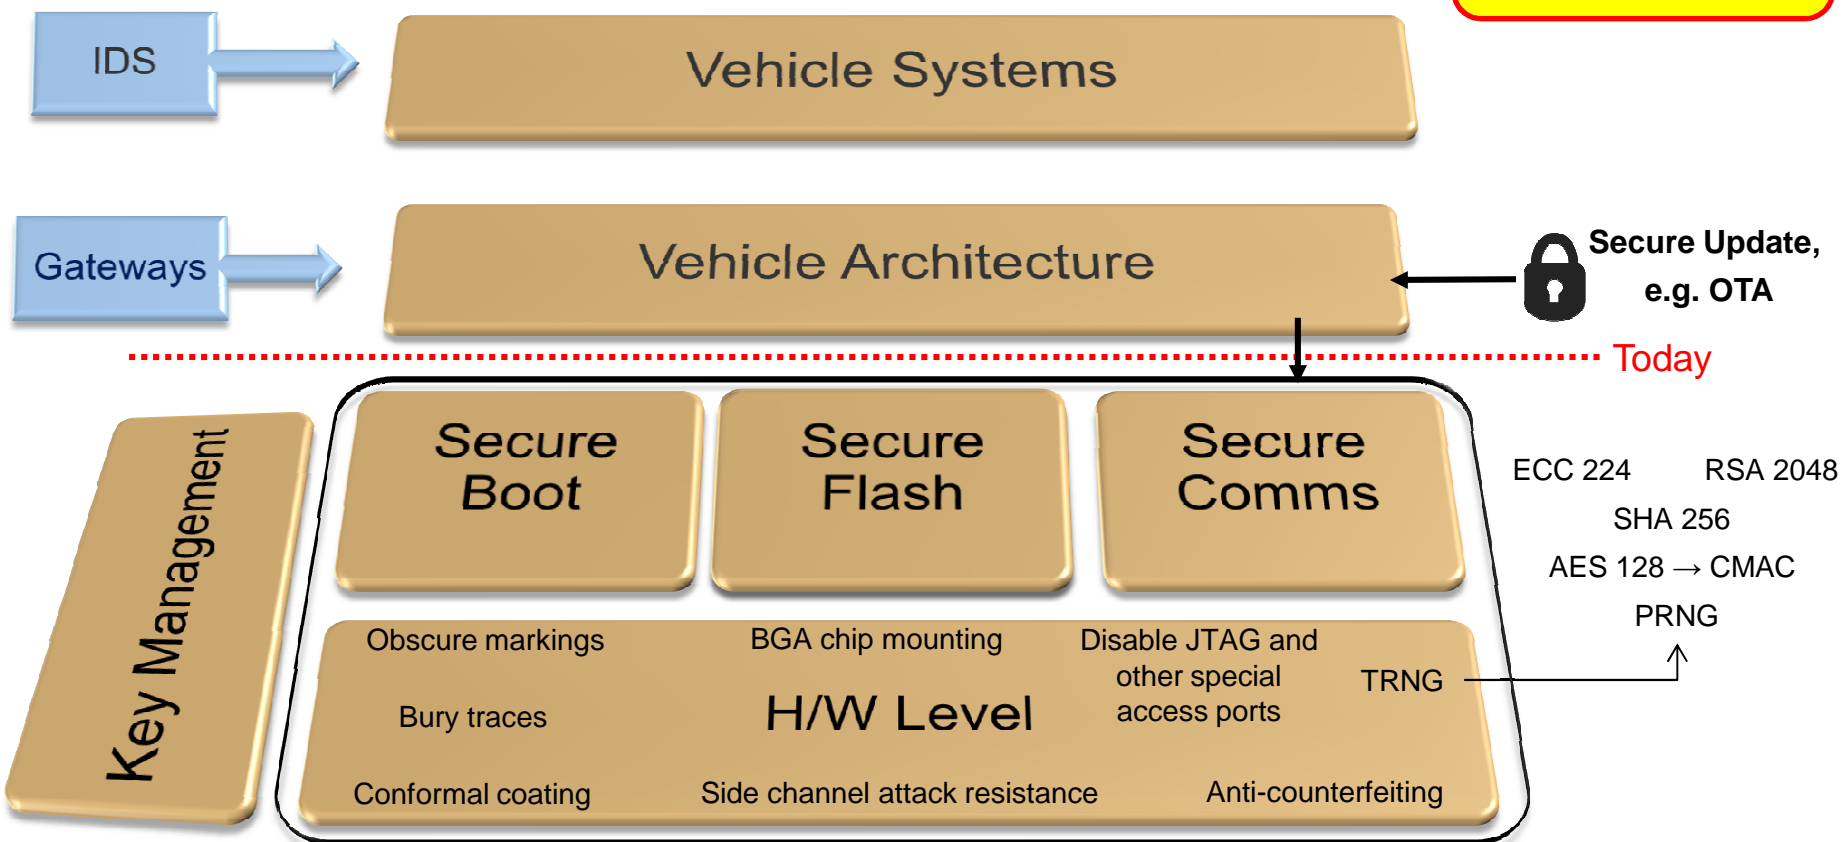 IDS
Vehicle Systems
Gateways
Vehicle Architecture
Secure Update,
e.g. OTA
Today
Key Management
Secure
Boot
Secure
Flash
Secure
Comms
ECC 224
RSA 2048
SHA 256
AES 128 → CMAC
PRNG
Obscure markings
BGA chip mounting
Disable JTAG and
other special
access ports
TRNG
Bury traces
H/W Level
Conformal coating
Side channel attack resistance
Anti-counterfeiting